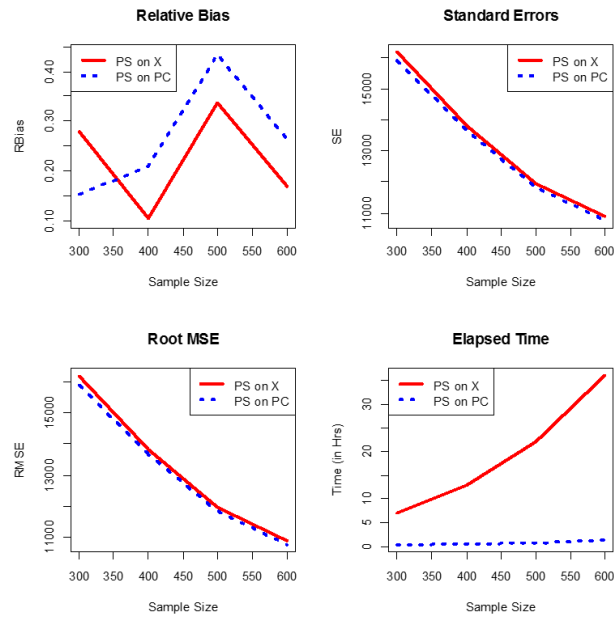 Relative Bias
PS on X
PS on PC
RBias
0.10
0.20
0.30
0.40
300 350 400 450 500 550 600
Sample Size
Standard Errors
PS on X
PS on PC
SE
11000
13000
15000
300 350 400 450 500 550 600
Sample Size
Root MSE
PS on X
PS on PC
RMSE
11000
13000
15000
300 350 400 450 500 550 600
Sample Size
Elapsed Time
PS on X
PS on PC
Time (in Hrs)
0
5
10
20
30
300 350 400 450 500 550 600
Sample Size